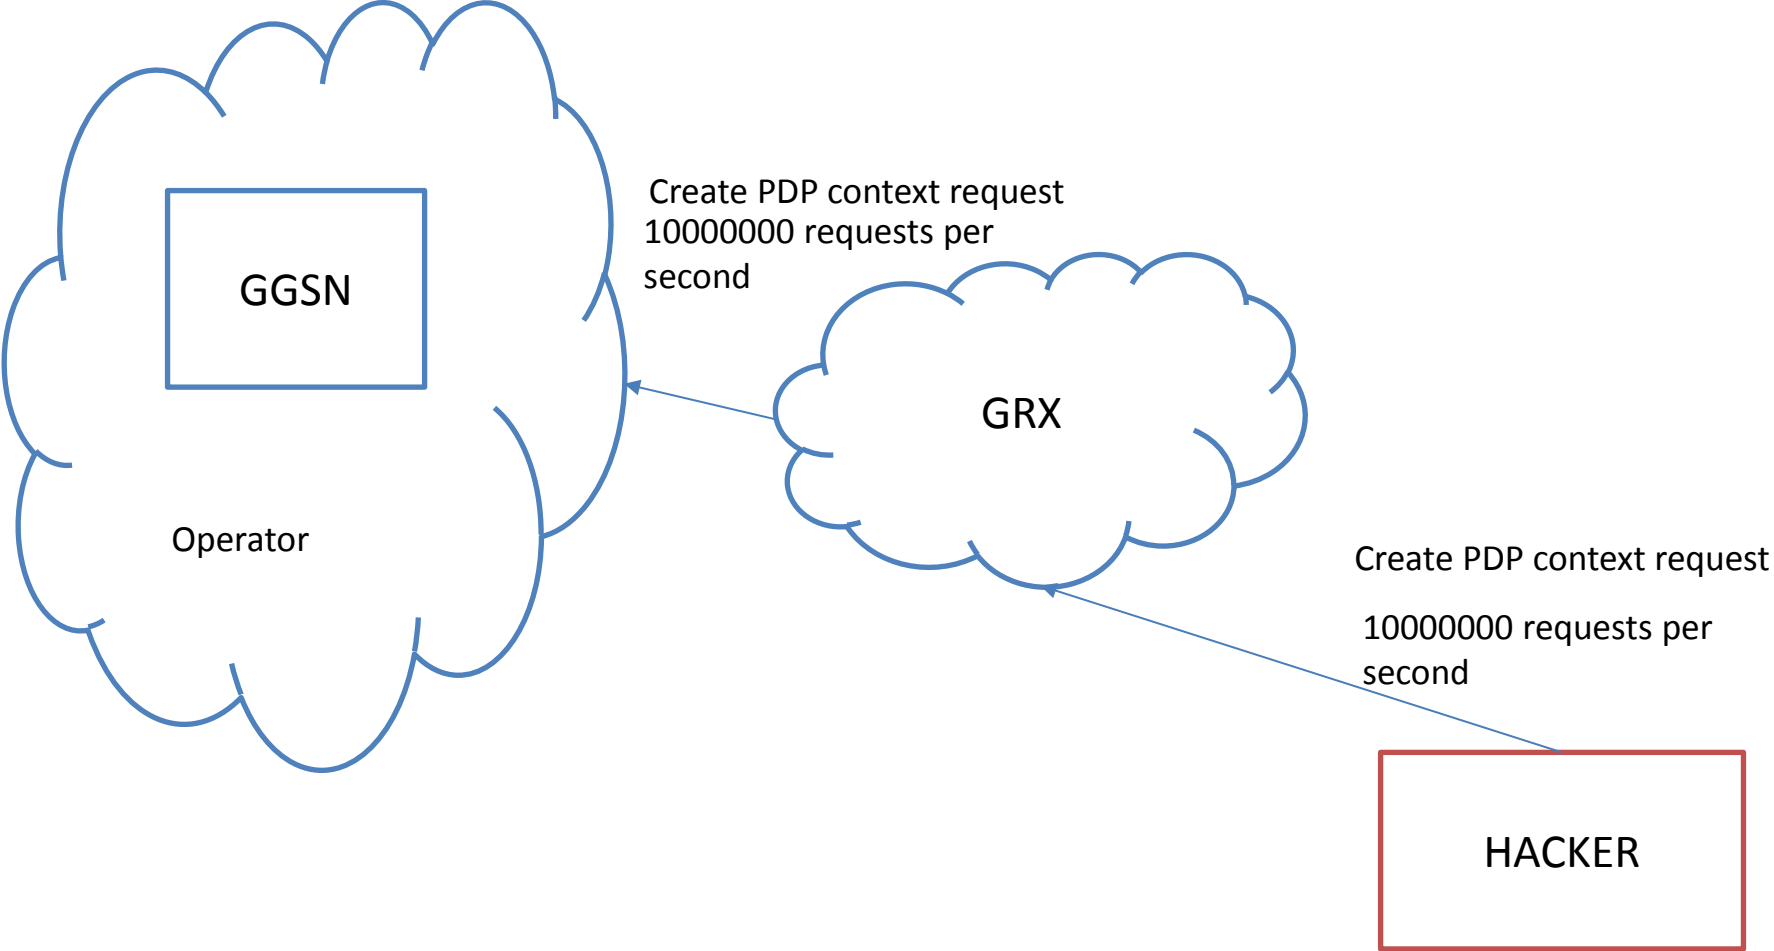 Create PDP context request
10000000 requests per
second
GGSN
GRX
Operator
Create PDP context request
10000000 requests per
second
HACKER